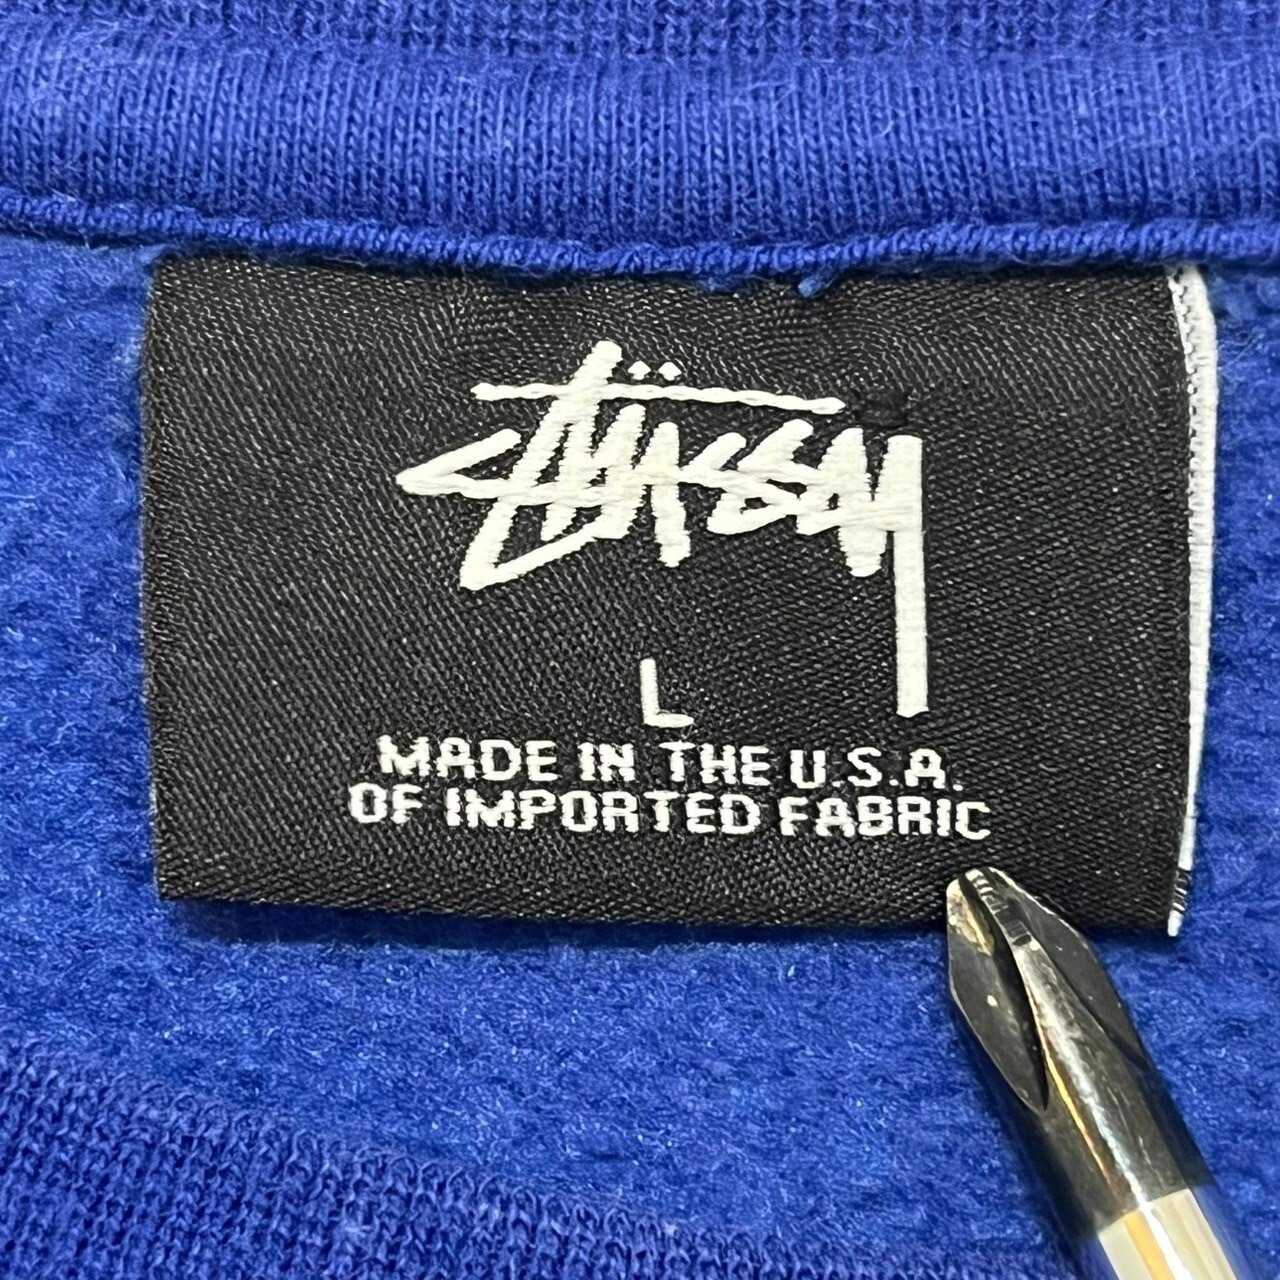 Stüssy
L
MADE IN THE U.S.A.
OF IMPORTED FABRIC